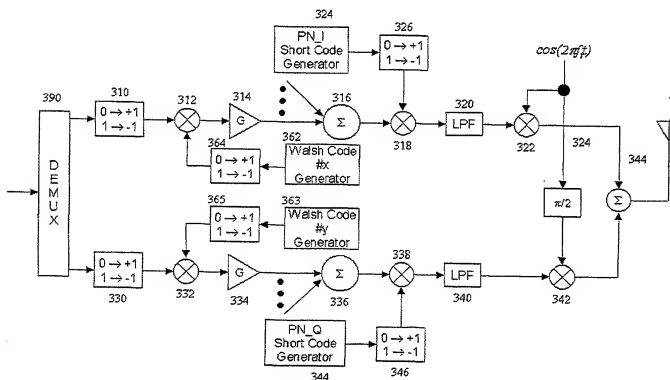 324
326
PN_I
Short Code
Generator
0→+1
1→-1
cos(2πft)
390
310
312
314
316
320
0→+1
1→-1
G
Σ
LPF
318
322
324
344
364
362
0→+1
1→-1
Walsh Code
#x
Generator
DEMUX
π/2
Σ
365
363
0→+1
1→-1
Walsh Code
#y
Generator
338
0→+1
1→-1
G
Σ
LPF
330
332
334
336
340
342
PN_Q
Short Code
Generator
0→+1
1→-1
344
346